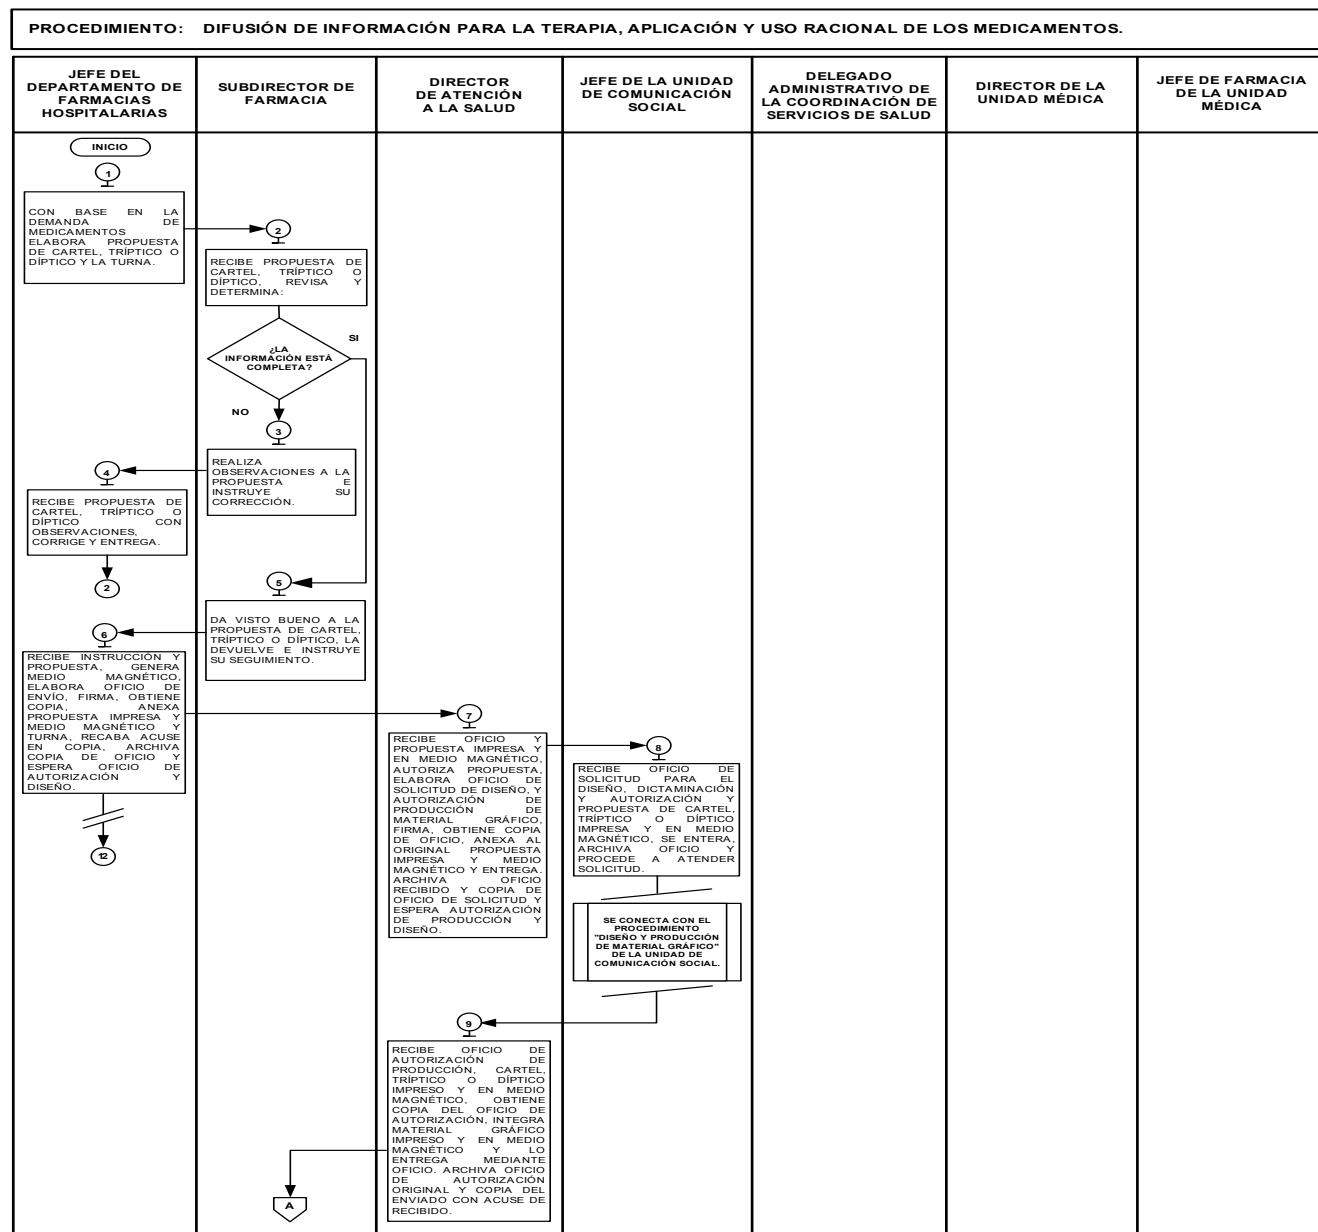 PROCEDIMIENTO: DIFUSIÓN DE INFORMACIÓN PARA LA TERAPIA, APLICACIÓN Y USO RACIONAL DE LOS MEDICAMENTOS.
JEFE DEL
DEPARTAMENTO DE
FARMACIAS
HOSPITALARIAS
SUBDIRECTOR DE
FARMACIA
DIRECTOR
DE ATENCIÓN
A LA SALUD
JEFE DE LA UNIDAD
DE COMUNICACIÓN
SOCIAL
DELEGADO
ADMINISTRATIVO DE
LA COORDINACIÓN DE
SERVICIOS DE SALUD
DIRECTOR DE LA
UNIDAD MÉDICA
JEFE DE FARMACIA
DE LA UNIDAD
MÉDICA
INICIO
1
CON BASE EN LA
DEMANDA DE
MEDICAMENTOS
ELABORA PROPUESTA
DE CARTEL, TRÍPTICO O
DÍPTICO Y LA TURNA.
2
RECIBE PROPUESTA DE
CARTEL, TRÍPTICO O
DÍPTICO, REVISA Y
DETERMINA:
¿LA
INFORMACIÓN ESTÁ
COMPLETA?
SI
NO
3
REALIZA
OBSERVACIONES A LA
PROPUESTA E
INSTRUYE SU
CORRECCIÓN.
4
RECIBE PROPUESTA DE
CARTEL, TRÍPTICO O
DÍPTICO CON
OBSERVACIONES,
CORRIGE Y ENTREGA.
2
5
DA VISTO BUENO A LA
PROPUESTA DE CARTEL,
TRÍPTICO O DÍPTICO, LA
DEVUELVE E INSTRUYE
SU SEGUIMIENTO.
6
RECIBE INSTRUCCIÓN Y
PROPUESTA, GENERA
MEDIO MAGNÉTICO,
ELABORA OFICIO DE
ENVÍO, FIRMA, OBTIENE
COPIA, ANEXA
PROPUESTA IMPRESA Y
MEDIO MAGNÉTICO Y
TURNA, RECABA ACUSE
EN COPIA, ARCHIVA
COPIA DE OFICIO Y
ESPERA OFICIO DE
AUTORIZACIÓN Y
DISEÑO.
12
7
RECIBE OFICIO Y
PROPUESTA IMPRESA Y
EN MEDIO MAGNÉTICO,
AUTORIZA PROPUESTA,
ELABORA OFICIO DE
SOLICITUD DE DISEÑO, Y
AUTORIZACIÓN DE
PRODUCCIÓN DE
MATERIAL GRÁFICO,
FIRMA, OBTIENE COPIA
DE OFICIO, ANEXA AL
ORIGINAL PROPUESTA
IMPRESA Y MEDIO
MAGNÉTICO Y ENTREGA.
ARCHIVA OFICIO
RECIBIDO Y COPIA DE
OFICIO DE SOLICITUD Y
ESPERA AUTORIZACIÓN
DE PRODUCCIÓN Y
DISEÑO.
8
RECIBE OFICIO DE
SOLICITUD PARA EL
DISEÑO, DICTAMINACIÓN
Y AUTORIZACIÓN Y
PROPUESTA DE CARTEL,
TRÍPTICO O DÍPTICO
IMPRESA Y EN MEDIO
MAGNÉTICO, SE ENTERA,
ARCHIVA OFICIO Y
PROCEDE A ATENDER
SOLICITUD.
SE CONECTA CON EL
PROCEDIMIENTO
"DISEÑO Y PRODUCCIÓN
DE MATERIAL GRÁFICO"
DE LA UNIDAD DE
COMUNICACIÓN SOCIAL.
9
RECIBE OFICIO DE
AUTORIZACIÓN DE
PRODUCCIÓN, CARTEL,
TRÍPTICO O DÍPTICO
IMPRESO Y EN MEDIO
MAGNÉTICO, OBTIENE
COPIA DEL OFICIO DE
AUTORIZACIÓN, INTEGRA
MATERIAL GRÁFICO
IMPRESO Y EN MEDIO
MAGNÉTICO Y LO
ENTREGA MEDIANTE
OFICIO. ARCHIVA OFICIO
DE AUTORIZACIÓN
ORIGINAL Y COPIA DEL
ENVIADO CON ACUSE DE
RECIBIDO.
A